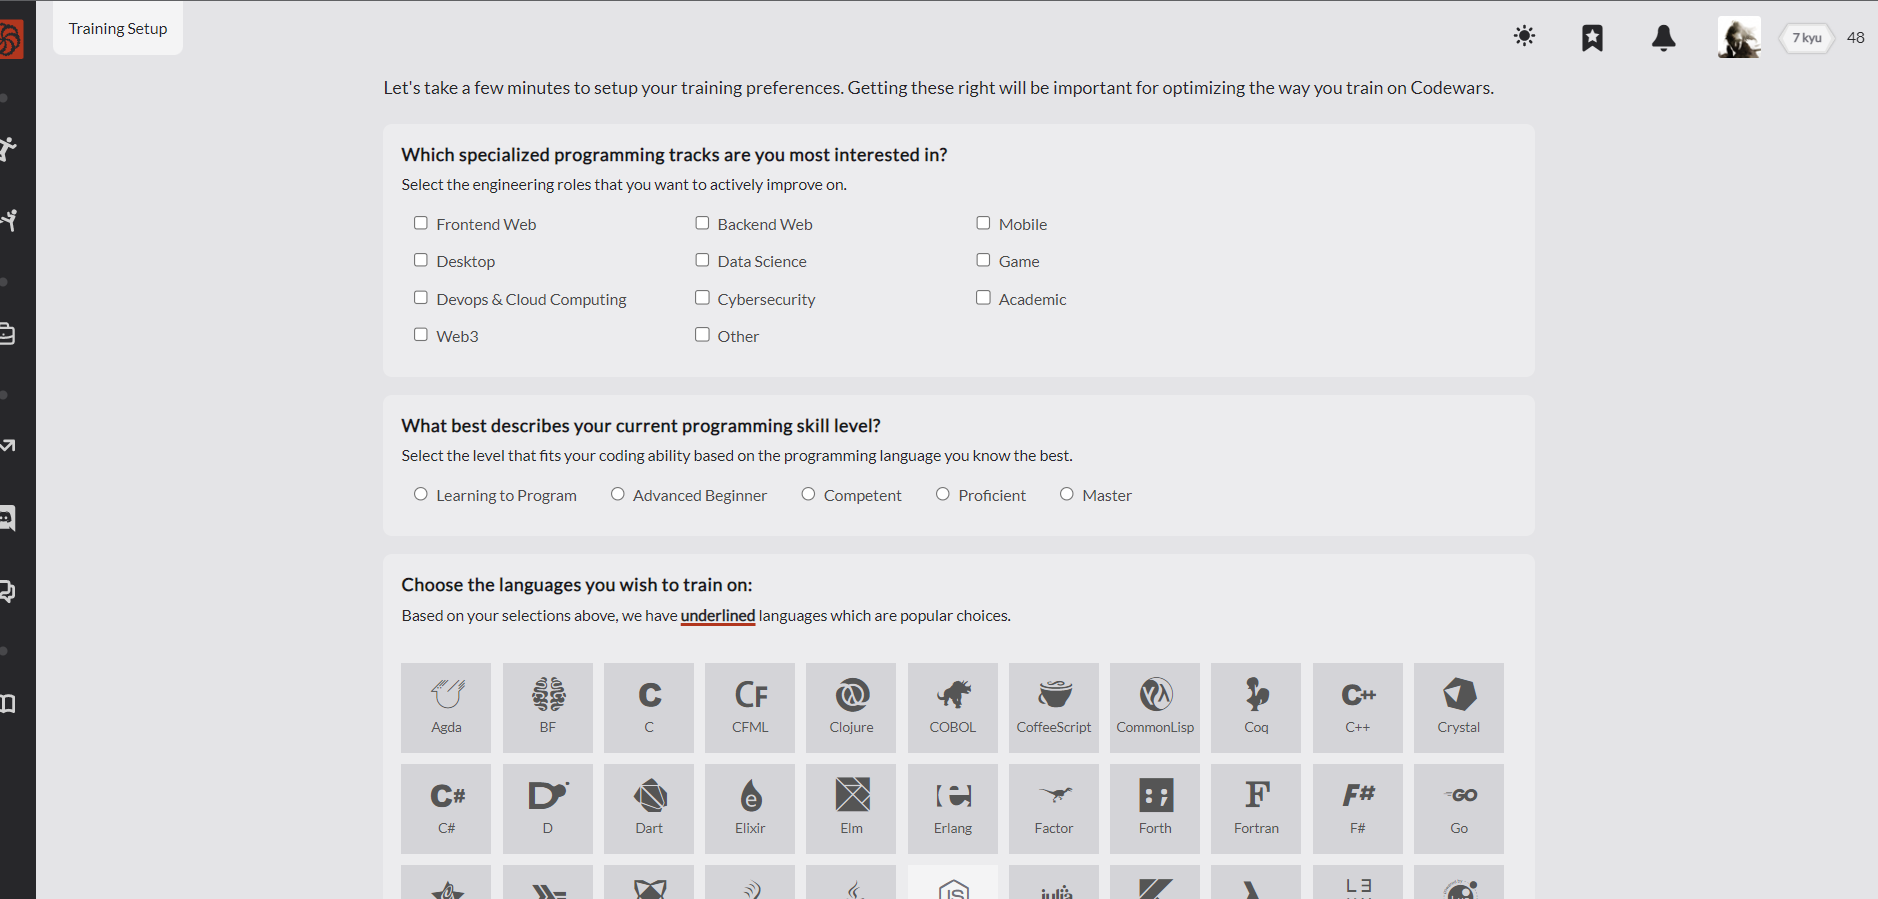 Training Setup
7 kyu 48
Let's take a few minutes to setup your training preferences. Getting these right will be important for optimizing the way you train on Codewars.
Which specialized programming tracks are you most interested in?
Select the engineering roles that you want to actively improve on.
Frontend Web Backend Web Mobile
Desktop Data Science Game
Devops & Cloud Computing Cybersecurity Academic
Web3 Other
What best describes your current programming skill level?
Select the level that fits your coding ability based on the programming language you know the best.
Learning to Program Advanced Beginner Competent Proficient Master
Choose the languages you wish to train on:
Based on your selections above, we have underlined languages which are popular choices.
C CF C++
Agda BF C CFML Clojure COBOL CoffeeScript CommonLisp Coq C++ Crystal
C# D e F F# GO
C# D Dart Elixir Elm Erlang Factor Forth Fortran F# Go
JS julia